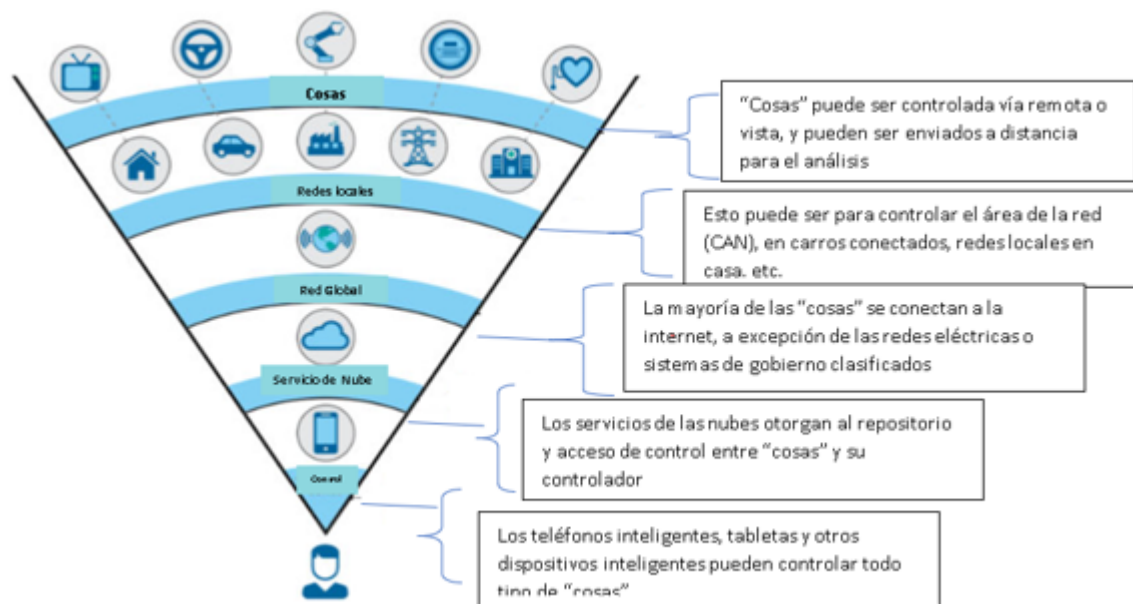 Cosas
"Cosas" puede ser controlada vía remota o
vista, y pueden ser enviados a distancia
para el análisis
Redes locales
Esto puede ser para controlar el área de la red
(CAN), en carros conectados, redes locales en
casa. etc.
Red Global
La mayoría de las "cosas" se conectan a la
internet, a excepción de las redes eléctricas o
sistemas de gobierno clasificados
Servicio de Nube
Los servicios de las nubes otorgan al repositorio
y acceso de control entre "cosas" y su
controlador
Control
Los teléfonos inteligentes, tabletas y otros
dispositivos inteligentes pueden controlar todo
tipo de "cosas"